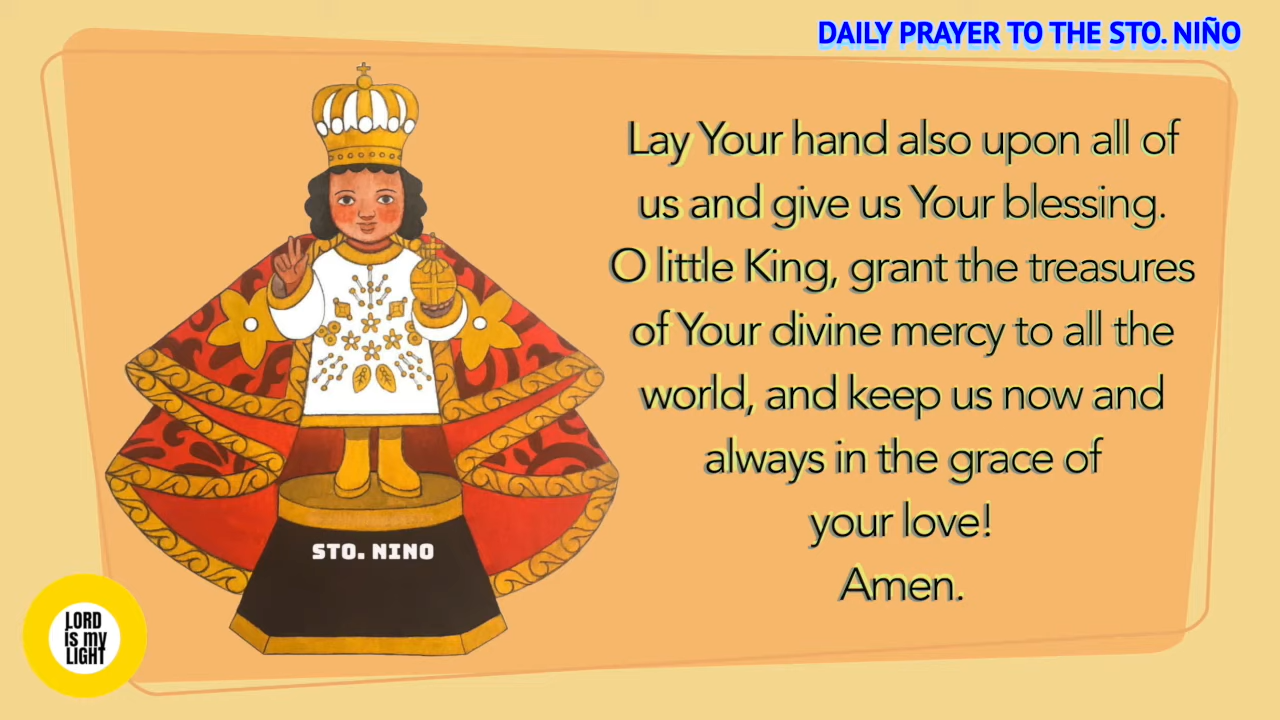 DAILY PRAYER TO THE STO. NIÑO
Lay Your hand also upon all of
us and give us Your blessing.
O little King, grant the treasures
of Your divine mercy to all the
world, and keep us now and
always in the grace of
your love!
Amen.
STO. NINO
LORD
is my
LIGHT